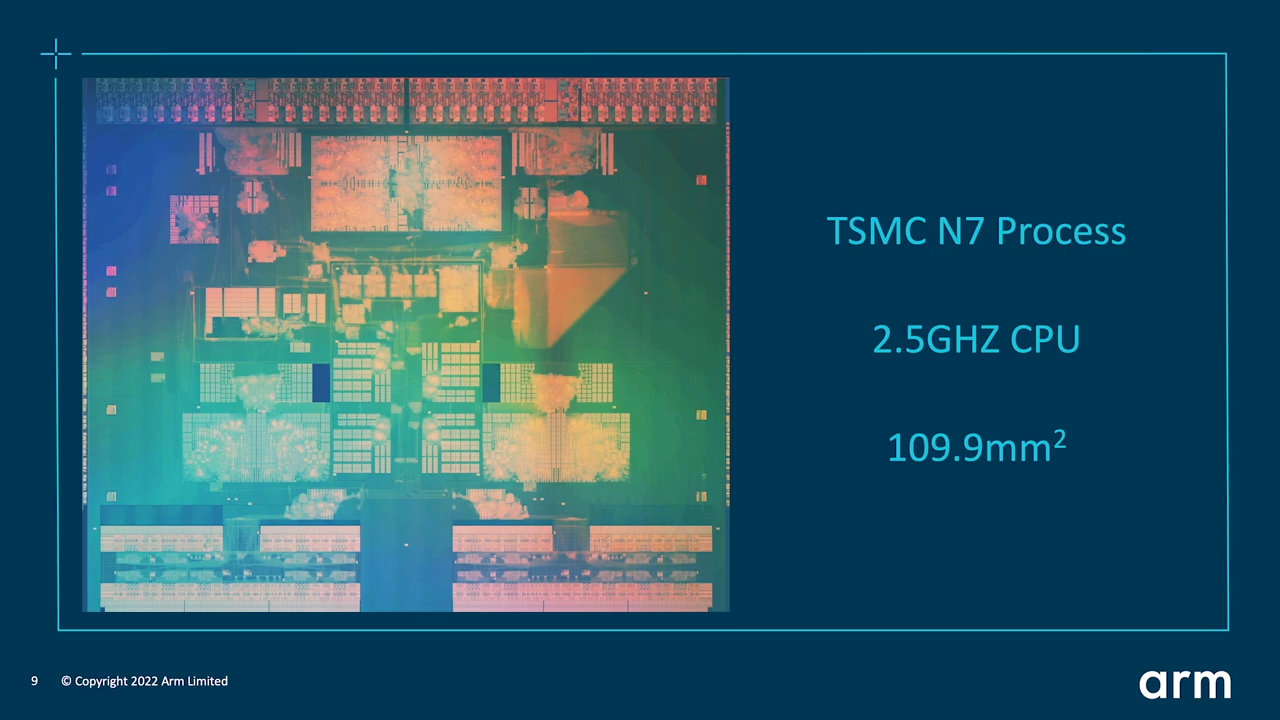 TSMC N7 Process
2.5GHZ CPU
109.9mm²
9 © Copyright 2022 Arm Limited
arm